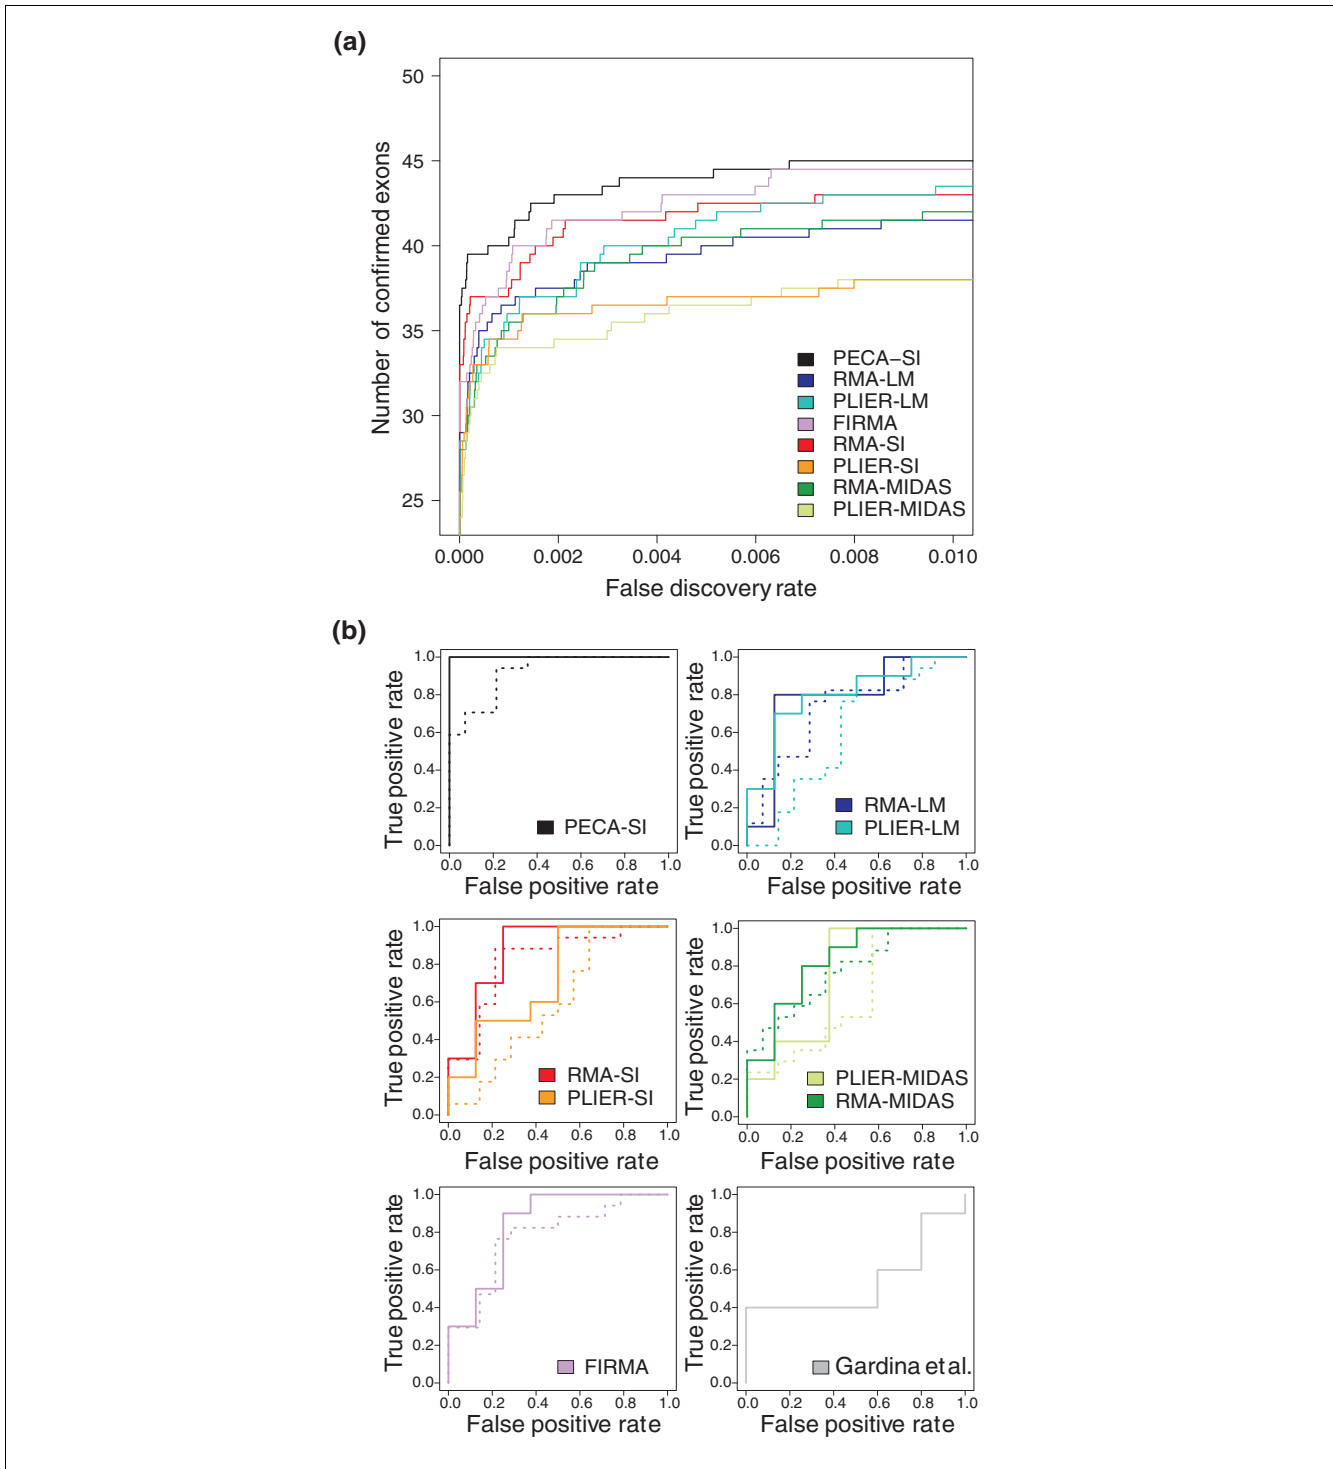 (a)
50
45
40
35
30
25
Number of confirmed exons
PECA–SI
RMA-LM
PLIER-LM
FIRMA
RMA-SI
PLIER-SI
RMA-MIDAS
PLIER-MIDAS
0.000 0.002 0.004 0.006 0.008 0.010
False discovery rate
(b)
1.0
0.8
0.6
0.4
0.2
0.0
True positive rate
PECA-SI
0.0 0.2 0.4 0.6 0.8 1.0
False positive rate
1.0
0.8
0.6
0.4
0.2
0.0
True positive rate
RMA-LM
PLIER-LM
0.0 0.2 0.4 0.6 0.8 1.0
False positive rate
1.0
0.8
0.6
0.4
0.2
0.0
True positive rate
RMA-SI
PLIER-SI
0.0 0.2 0.4 0.6 0.8 1.0
False positive rate
1.0
0.8
0.6
0.4
0.2
0.0
True positive rate
PLIER-MIDAS
RMA-MIDAS
0.0 0.2 0.4 0.6 0.8 1.0
False positive rate
1.0
0.8
0.6
0.4
0.2
0.0
True positive rate
FIRMA
0.0 0.2 0.4 0.6 0.8 1.0
False positive rate
1.0
0.8
0.6
0.4
0.2
0.0
True positive rate
Gardina et al.
0.0 0.2 0.4 0.6 0.8 1.0
False positive rate